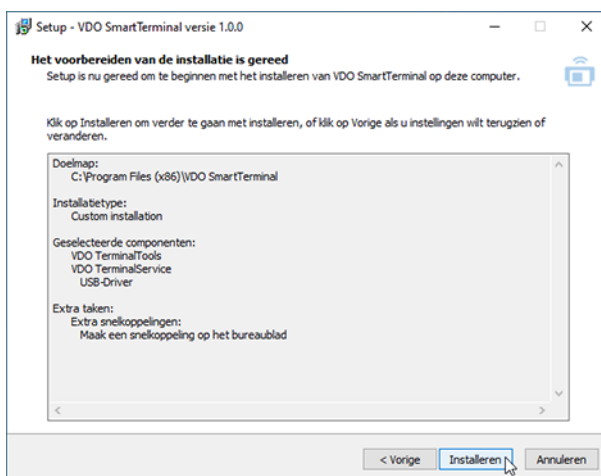 Setup - VDO SmartTerminal versie 1.0.0
Het voorbereiden van de installatie is gereed
Setup is nu gereed om te beginnen met het installeren van VDO SmartTerminal op deze computer.
Klik op Installeren om verder te gaan met installeren, of klik op Vorige als u instellingen wilt terugzien of
veranderen.
Doelmap:
C:\Program Files (x86)\VDO SmartTerminal
Installatietype:
Custom installation
Geselecteerde componenten:
VDO TerminalTools
VDO TerminalService
USB-Driver
Extra taken:
Extra snelkoppelingen:
Maak een snelkoppeling op het bureaublad
< Vorige
Installeren
Annuleren